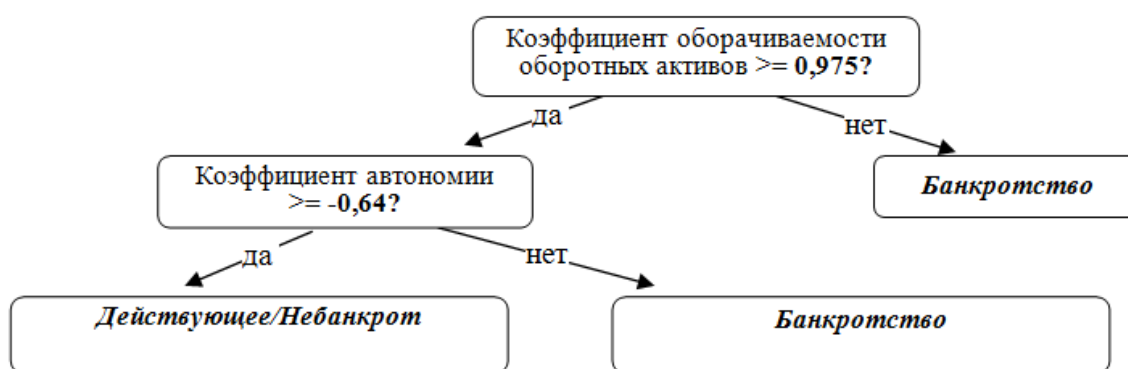 Коэффициент оборачиваемости
оборотных активов >= 0,975?
да
нет
Коэффициент автономии
>= -0,64?
Банкротство
да
нет
Действующее/Небанкрот
Банкротство